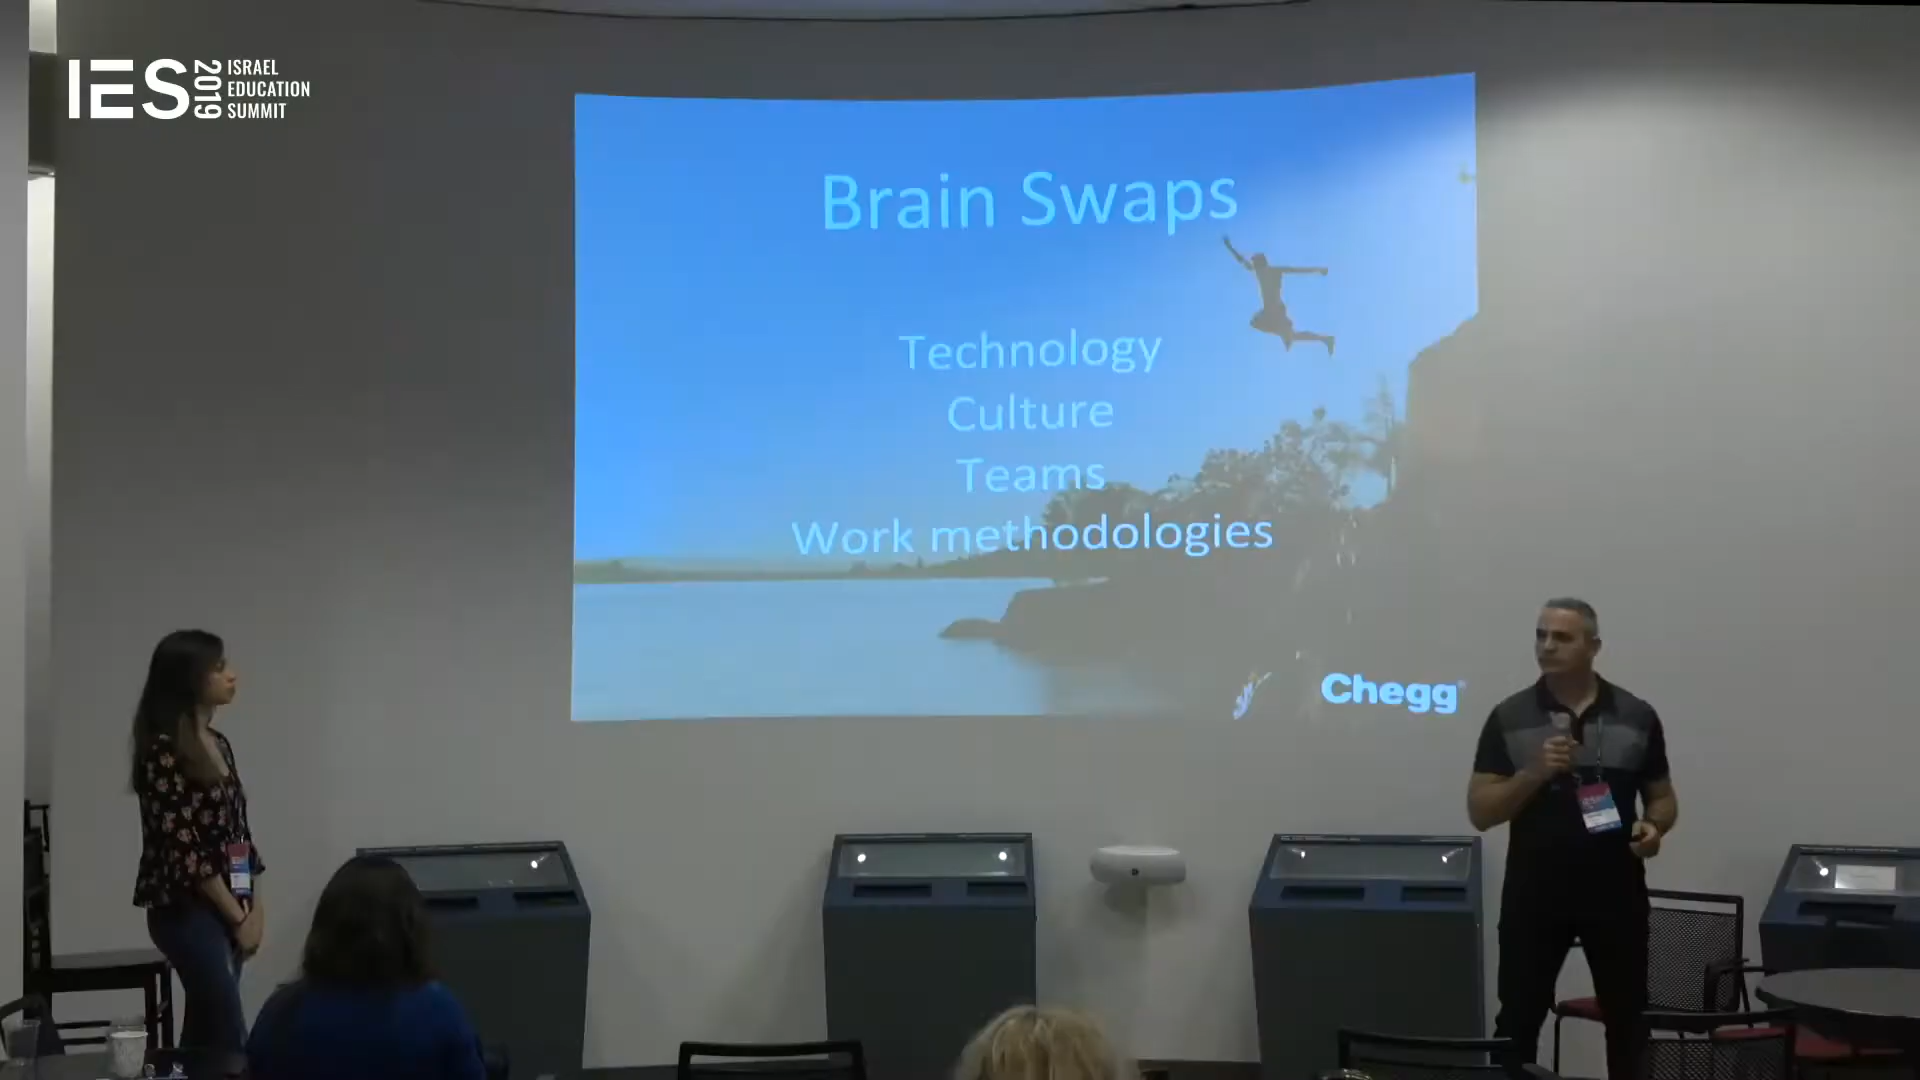 IES 2019 ISRAEL
EDUCATION
SUMMIT
Brain Swaps
Technology
Culture
Teams
Work methodologies
Chegg®